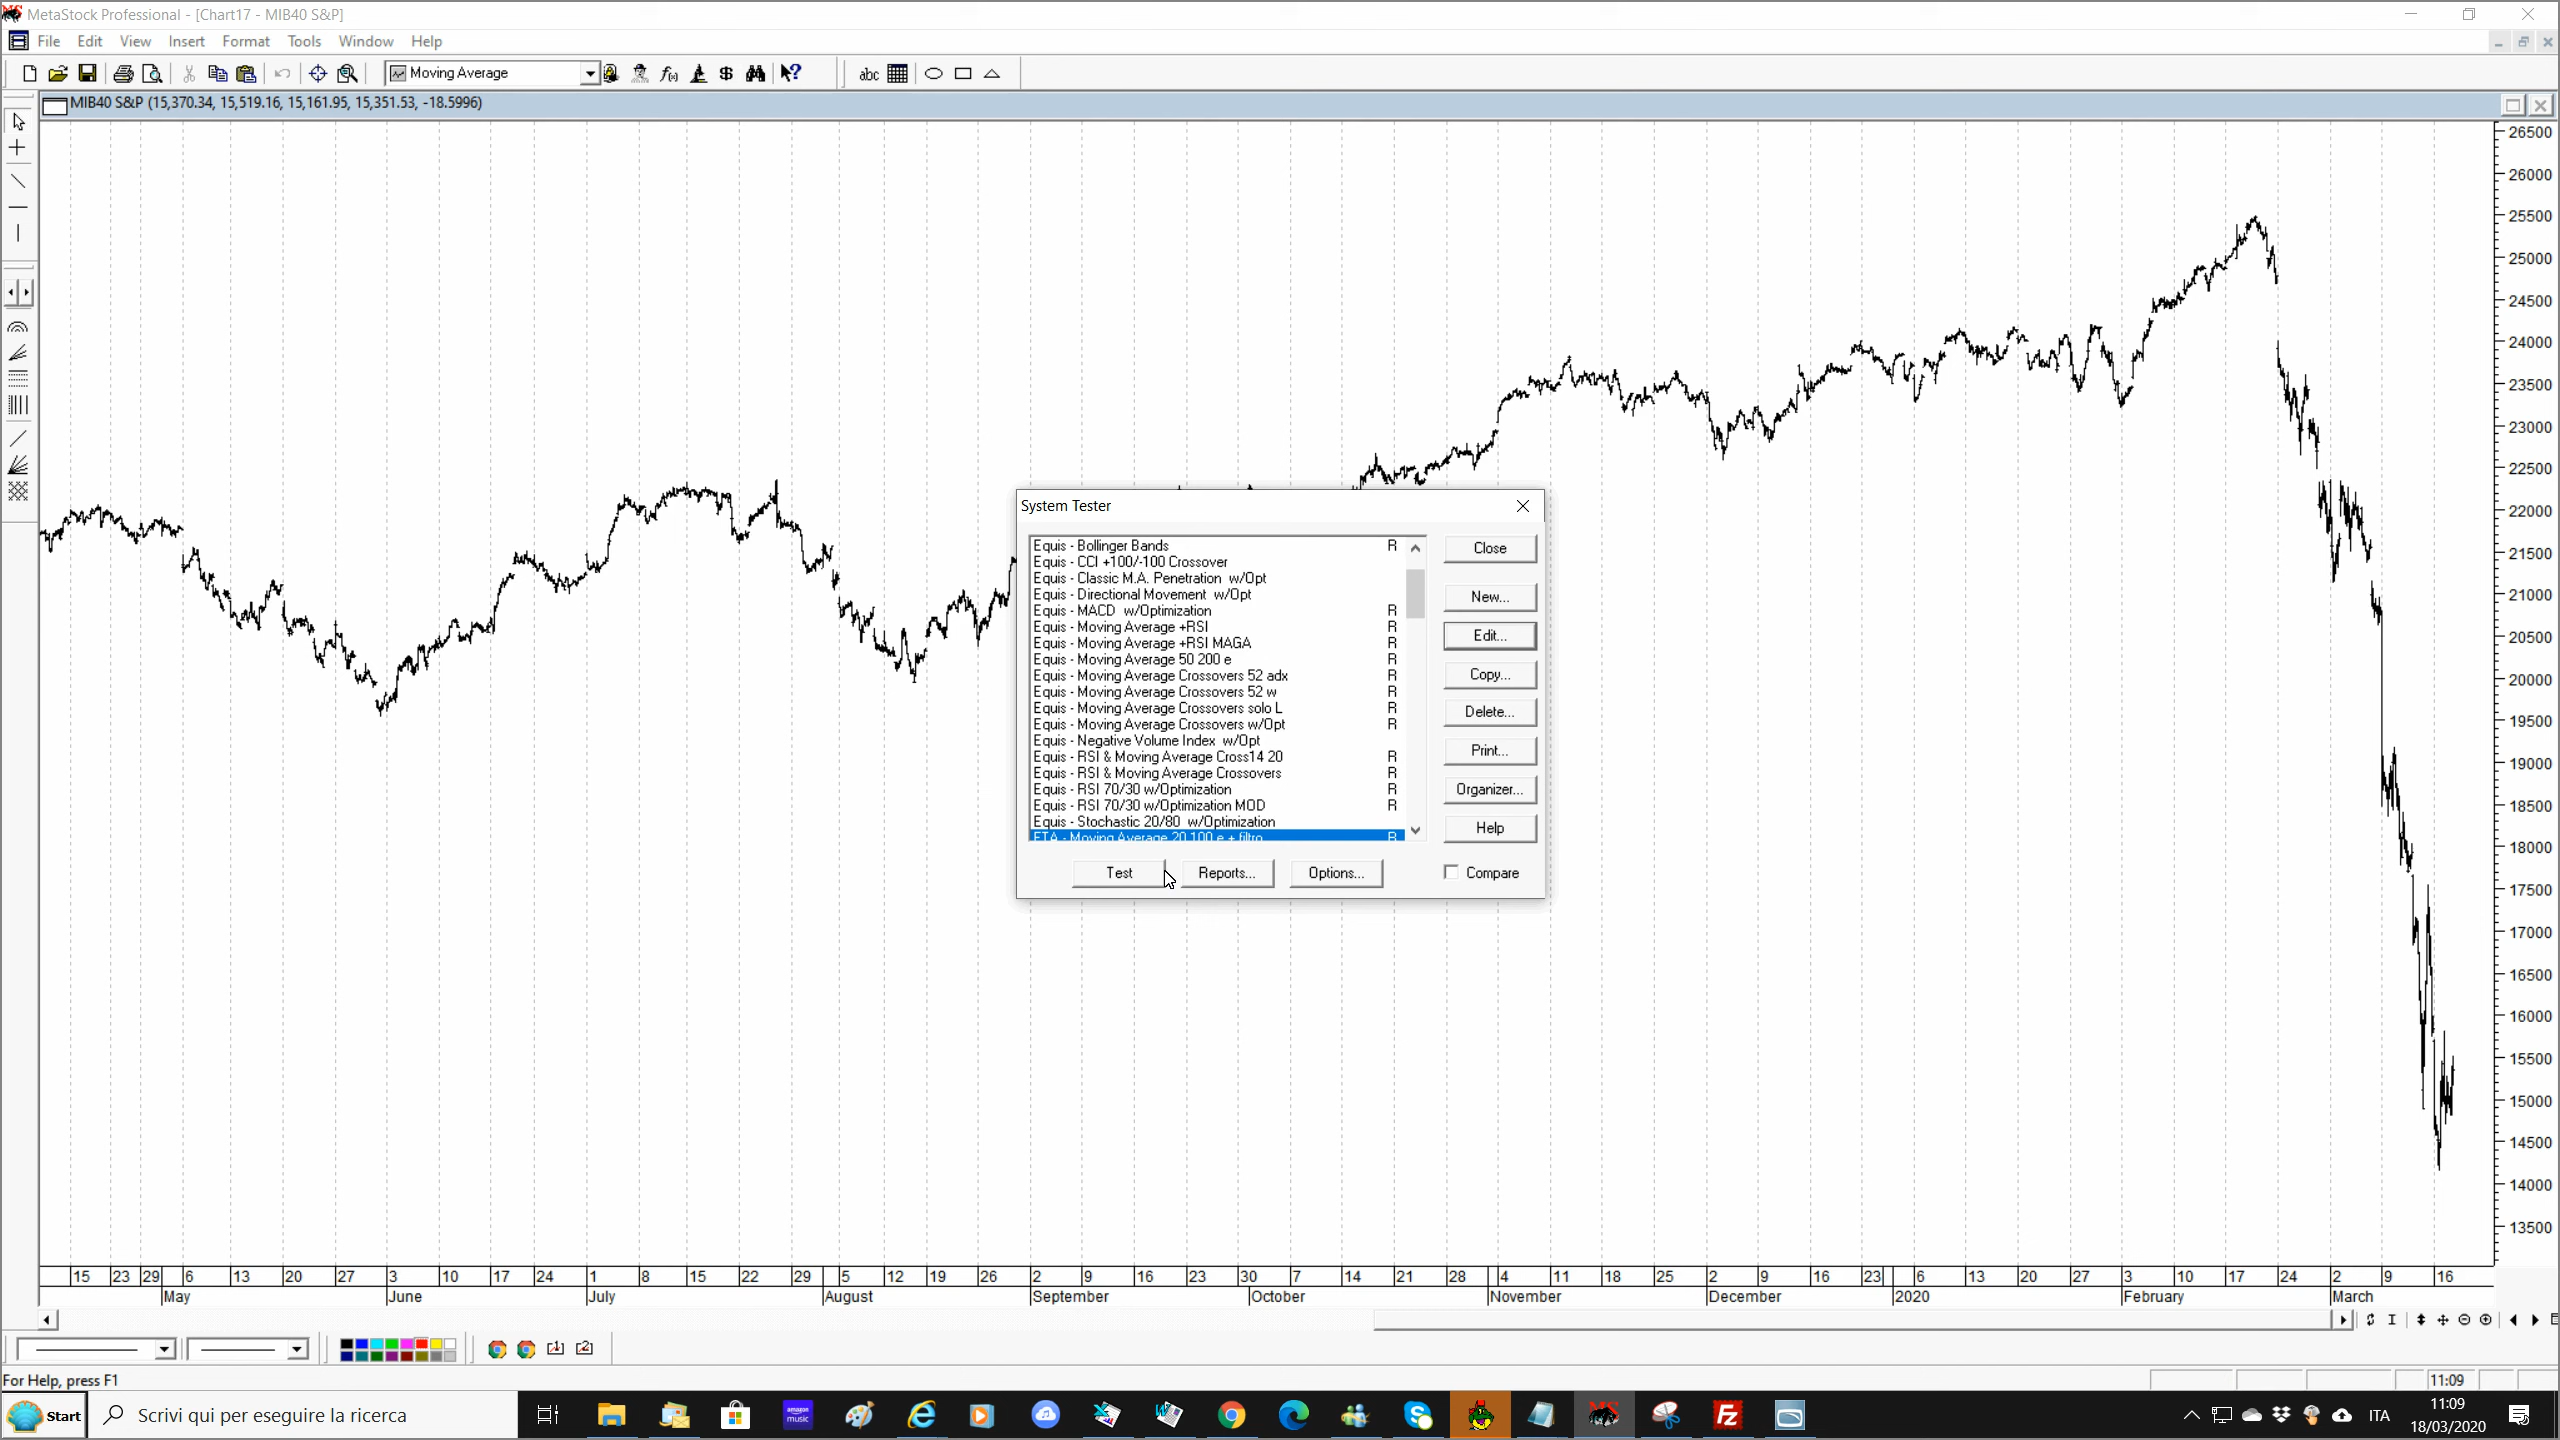 MetaStock Professional - [Chart17 - MIB40 S&P]
File Edit View Insert Format Tools Window Help
Moving Average
abc
MIB40 S&P (15,370.34, 15,519.16, 15,161.95, 15,351.53, -18.5996)
26500
26000
25500
25000
24500
24000
23500
23000
22500
22000
21500
21000
20500
20000
19500
19000
18500
18000
17500
17000
16500
16000
15500
15000
14500
14000
13500
System Tester
Equis - Bollinger Bands R
Equis - CCI +100/-100 Crossover
Equis - Classic M.A. Penetration w/Opt
Equis - Directional Movement w/Opt
Equis - MACD w/Optimization R
Equis - Moving Average +RSI R
Equis - Moving Average +RSI MAGA R
Equis - Moving Average 50 200 e R
Equis - Moving Average Crossovers 52 adx R
Equis - Moving Average Crossovers 52 w R
Equis - Moving Average Crossovers solo L R
Equis - Moving Average Crossovers w/Opt R
Equis - Negative Volume Index w/Opt
Equis - RSI & Moving Average Cross14 20 R
Equis - RSI & Moving Average Crossovers R
Equis - RSI 70/30 w/Optimization R
Equis - RSI 70/30 w/Optimization MOD R
Equis - Stochastic 20/80 w/Optimization
ETA - Moving Average 20 100 e + filtro R
Close
New...
Edit...
Copy...
Delete...
Print...
Organizer...
Help
Test Reports... Options... Compare
15 23 29 6 13 20 27 3 10 17 24 1 8 15 22 29 5 12 19 26 2 9 16 23 30 7 14 21 28 4 11 18 25 2 9 16 23 6 13 20 27 3 10 17 24 2 9 16
May June July August September October November December 2020 February March
For Help, press F1
11:09
Start
Scrivi qui per eseguire la ricerca
amazon music
MS
Fz
ITA
11:09
18/03/2020